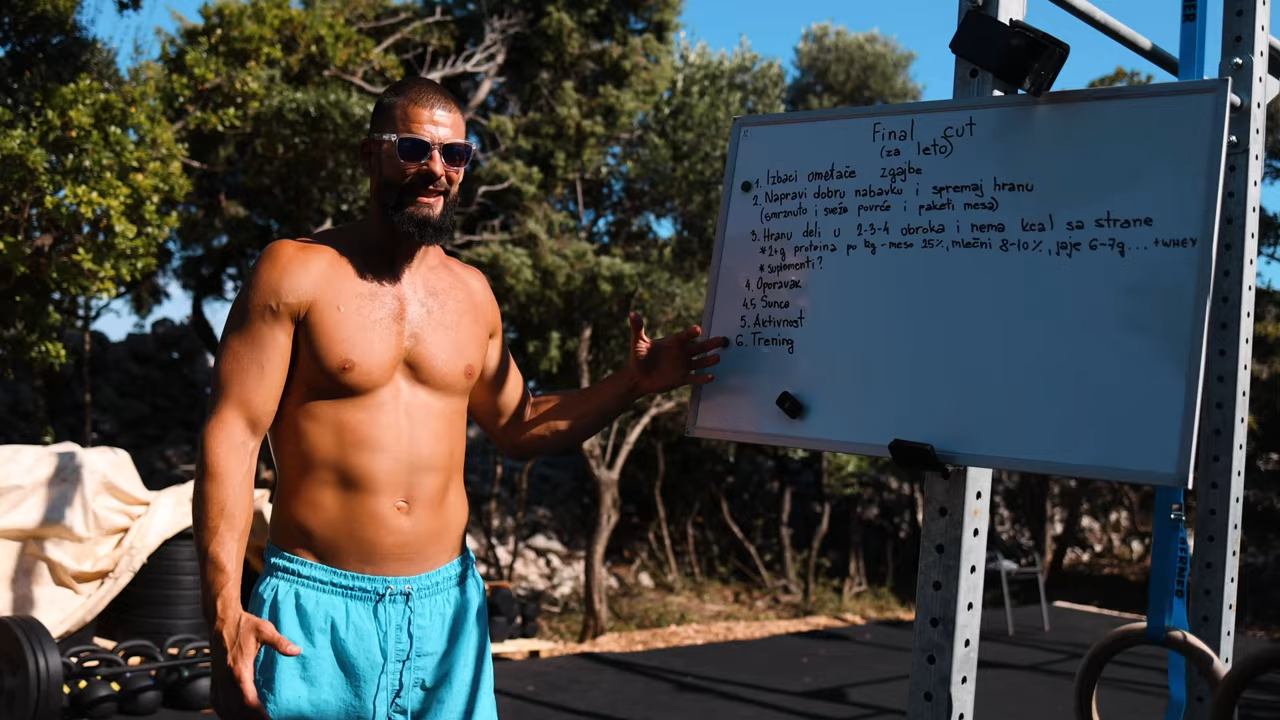 Final cut
(za leto)
1. Izbaci ometače zgajbe
2. Napravi dobru nabavku i spremaj hranu
(smrznuto i sveže povrće i paketi mesa)
3. Hranu deli u 2-3-4 obroka i nema kcal sa strane
*2+g proteina po kg - meso 25%, mlečni 8-10%, jaje 6-7g... +WHEY
*suplementi?
4. Oporavak
4.5 Sunce
5. Aktivnost
6. Trening